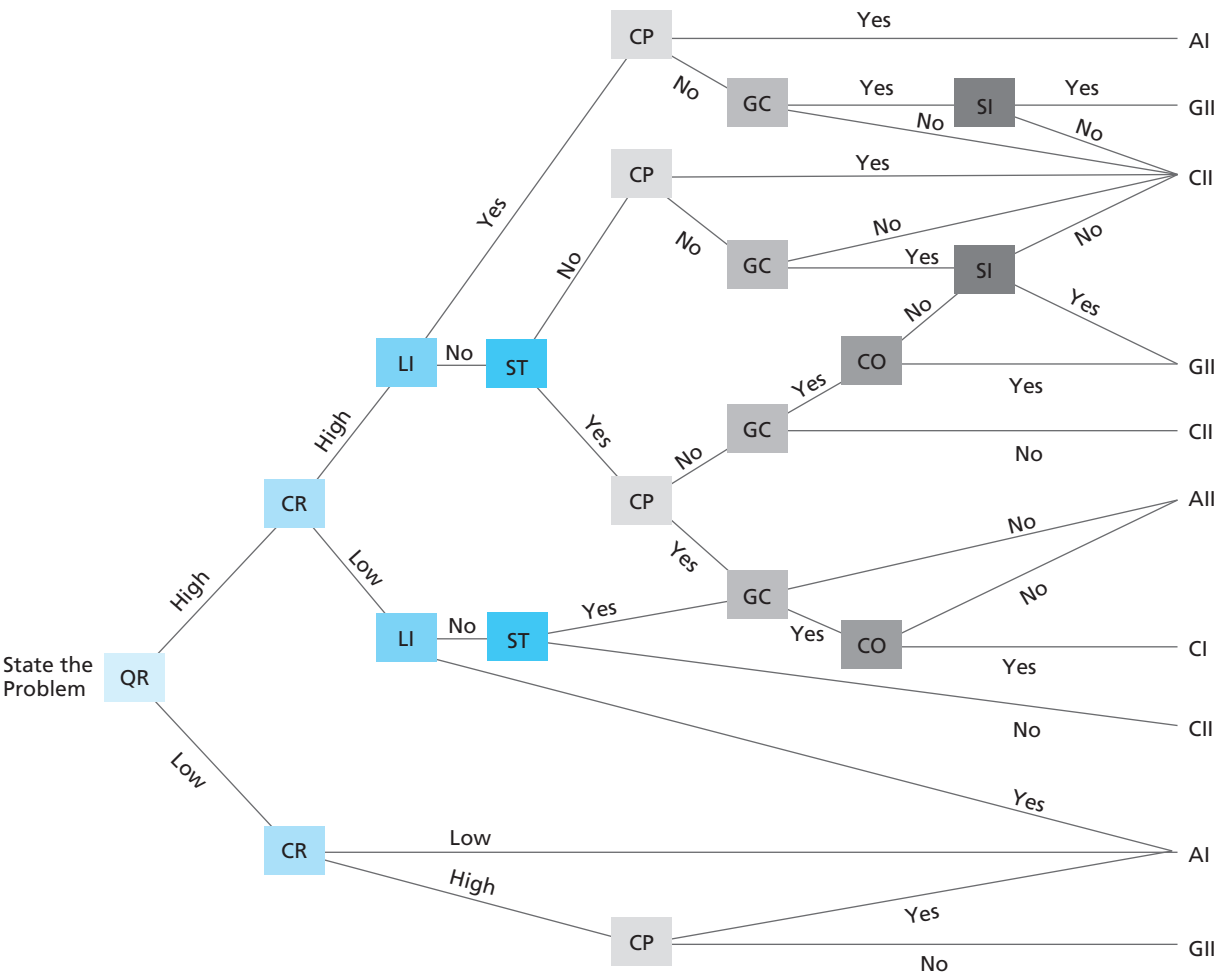 Yes
CP
AI
No
Yes
Yes
GC
SI
GII
No
No
Yes
CP
CII
Yes
No
No
No
No
GC
Yes
SI
No
Yes
LI
No
ST
CO
GII
Yes
Yes
High
Yes
GC
CII
No
No
CR
CP
AII
No
Low
Yes
High
GC
No
Yes
LI
No
ST
Yes
CO
CI
Yes
State the
Problem
QR
CII
No
Low
Yes
Low
CR
AI
High
Yes
CP
GII
No